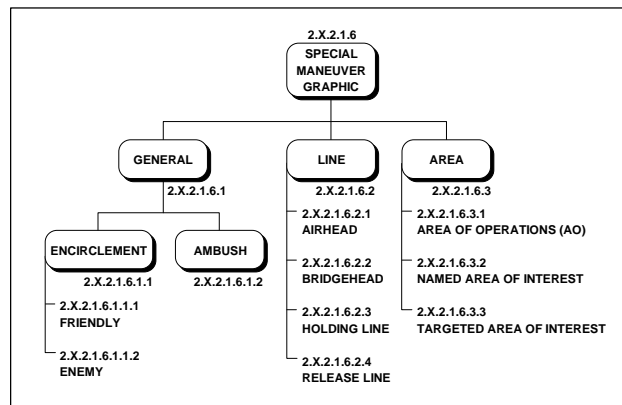 2.X.2.1.6
SPECIAL
MANEUVER
GRAPHIC
GENERAL
2.X.2.1.6.1
LINE
2.X.2.1.6.2
AREA
2.X.2.1.6.3
ENCIRCLEMENT
2.X.2.1.6.1.1
AMBUSH
2.X.2.1.6.1.2
2.X.2.1.6.1.1.1
FRIENDLY
2.X.2.1.6.1.1.2
ENEMY
2.X.2.1.6.2.1
AIRHEAD
2.X.2.1.6.2.2
BRIDGEHEAD
2.X.2.1.6.2.3
HOLDING LINE
2.X.2.1.6.2.4
RELEASE LINE
2.X.2.1.6.3.1
AREA OF OPERATIONS (AO)
2.X.2.1.6.3.2
NAMED AREA OF INTEREST
2.X.2.1.6.3.3
TARGETED AREA OF INTEREST